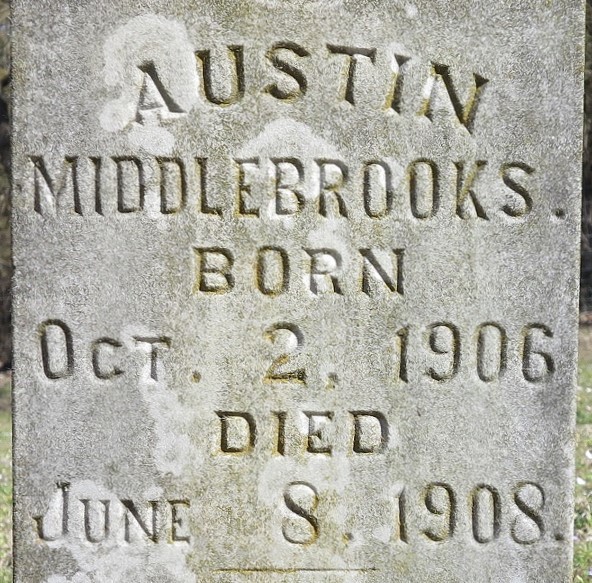 AUSTIN
MIDDLEBROOKS.
BORN
OCT. 2, 1906
DIED
JUNE 8. 1908.